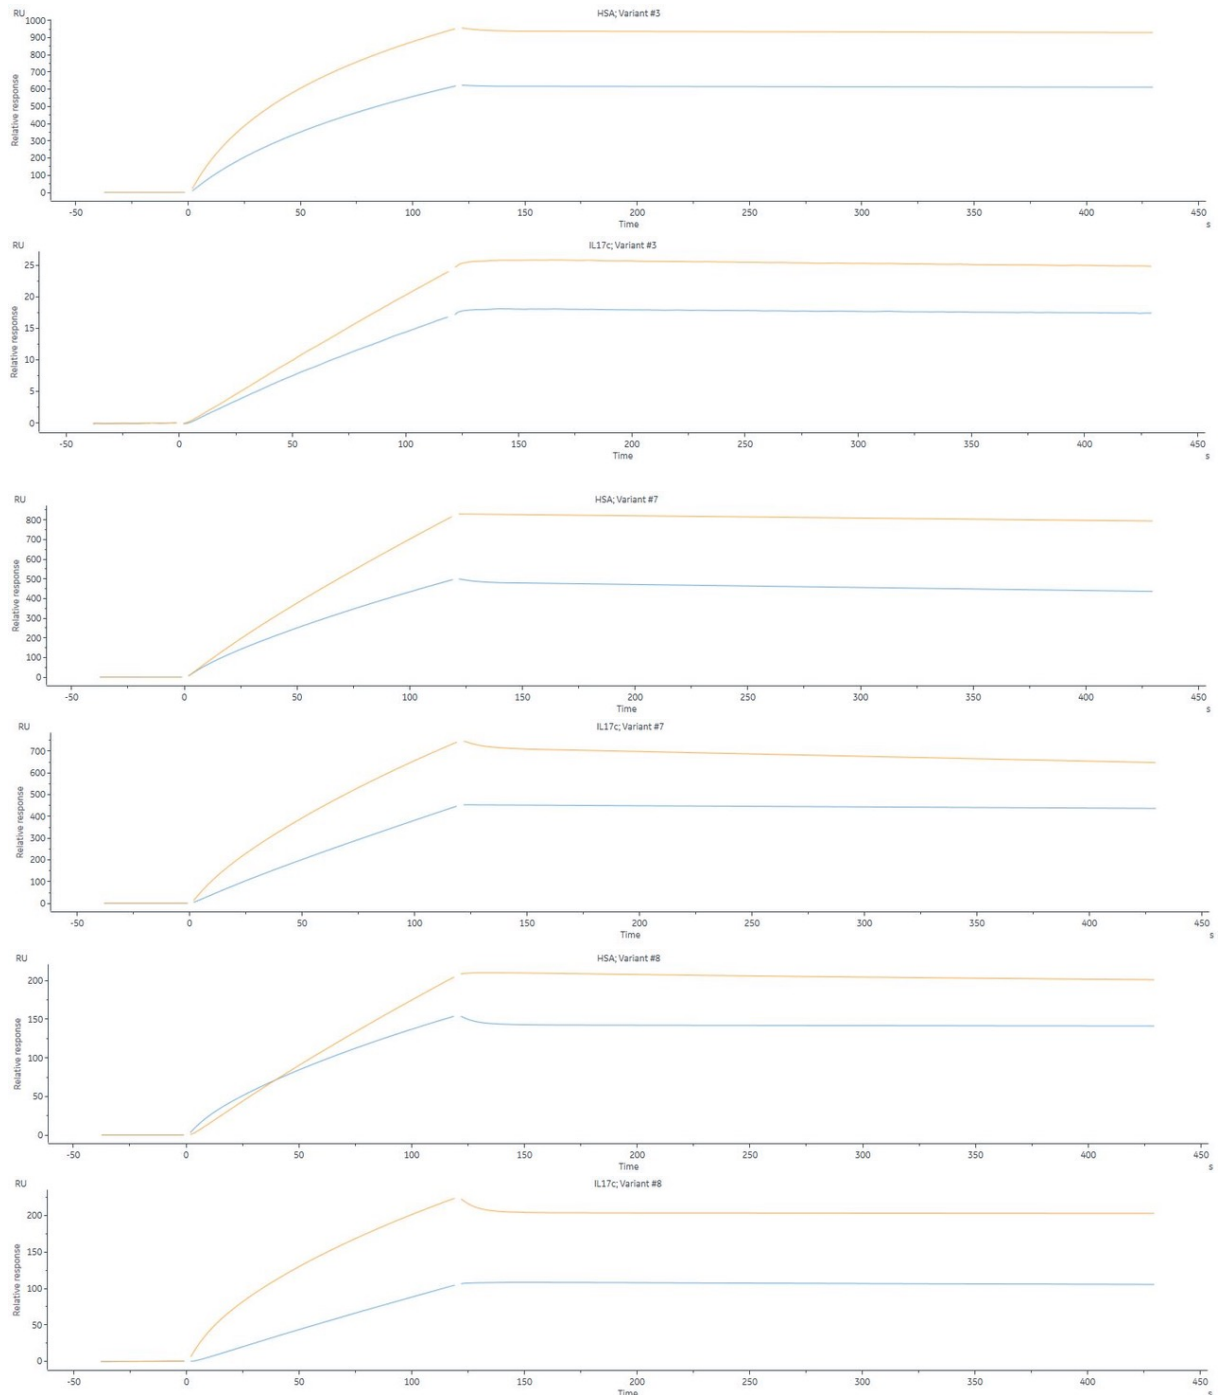 RU
HSA; Variant #3
1000
900
800
700
600
500
400
300
200
100
0
Relative response
-50 0 50 100 150 200 250 300 350 400 450
Time
s
RU
IL17c; Variant #3
25
20
15
10
5
0
Relative response
-50 0 50 100 150 200 250 300 350 400 450
Time
s
RU
HSA; Variant #7
800
700
600
500
400
300
200
100
0
Relative response
-50 0 50 100 150 200 250 300 350 400 450
Time
s
RU
IL17c; Variant #7
700
600
500
400
300
200
100
0
Relative response
-50 0 50 100 150 200 250 300 350 400 450
Time
s
RU
HSA; Variant #8
200
150
100
50
0
Relative response
-50 0 50 100 150 200 250 300 350 400 450
Time
s
RU
IL17c; Variant #8
200
150
100
50
0
Relative response
-50 0 50 100 150 200 250 300 350 400 450
Time
s